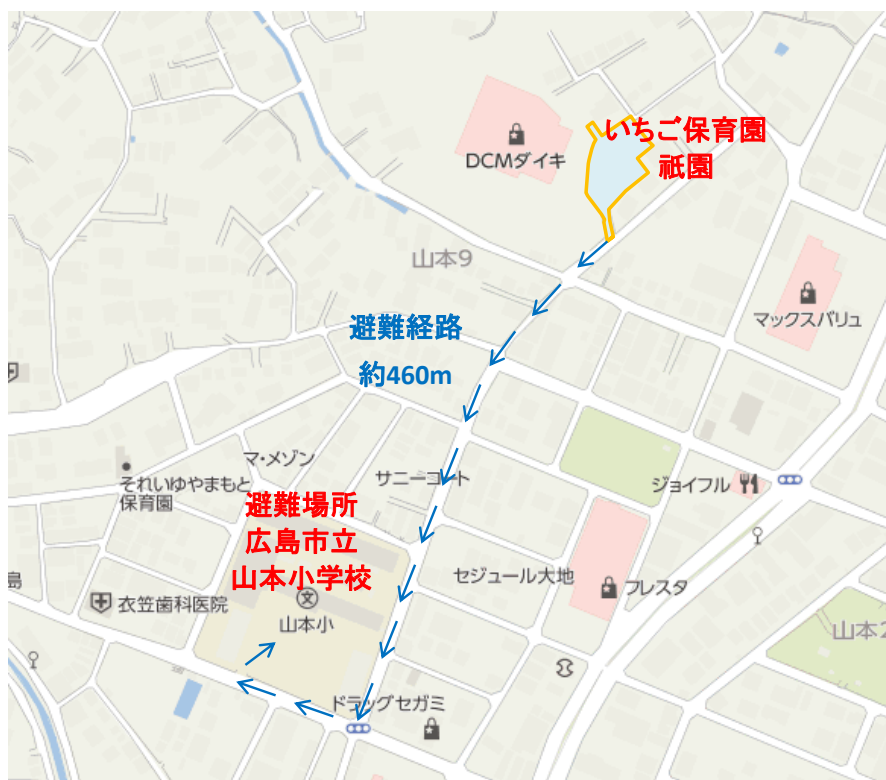 いちご保育園
祇園
DCMダイキ
山本9
マックスバリュ
避難経路
約460m
マ・メゾン
サニーコート
ジョイフル
それいゆやまもと
保育園
避難場所
広島市立
山本小学校
セジュール大地
フレスタ
島
衣笠歯科医院
文
山本小
山本2
ドラッグセガミ